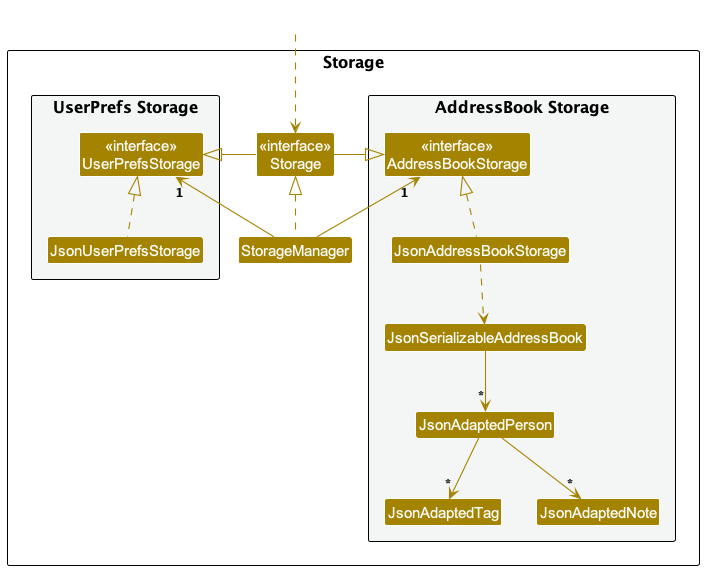 Storage
UserPrefs Storage
AddressBook Storage
«interface»
UserPrefsStorage
«interface»
Storage
«interface»
AddressBookStorage
1
1
JsonUserPrefsStorage
StorageManager
JsonAddressBookStorage
JsonSerializableAddressBook
*
JsonAdaptedPerson
*
*
JsonAdaptedTag
JsonAdaptedNote